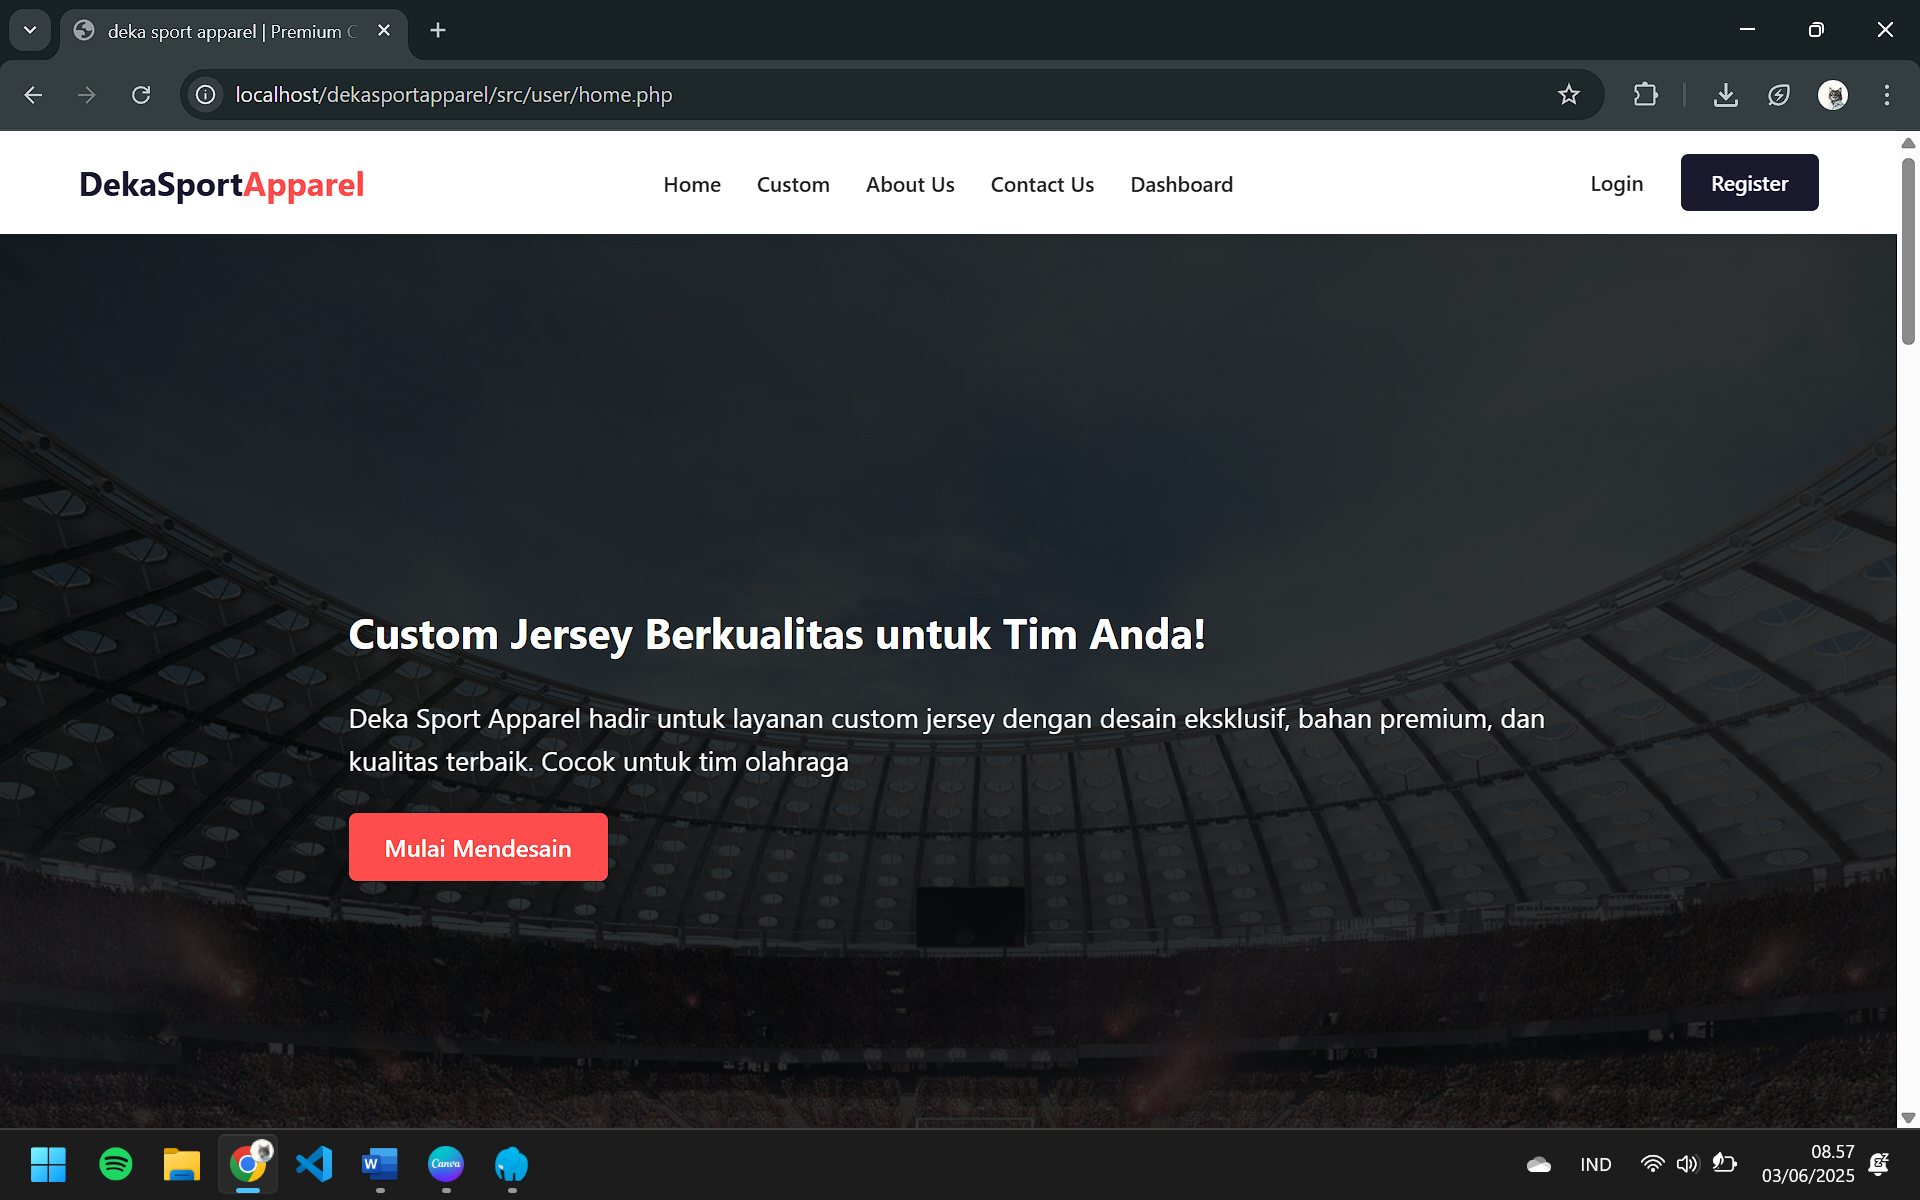 deka sport apparel | Premium C
localhost/dekasportapparel/src/user/home.php
DekaSportApparel
Home Custom About Us Contact Us Dashboard
Login Register
Custom Jersey Berkualitas untuk Tim Anda!
Deka Sport Apparel hadir untuk layanan custom jersey dengan desain eksklusif, bahan premium, dan
kualitas terbaik. Cocok untuk tim olahraga
Mulai Mendesain
W
Canva
IND
08.57
03/06/2025